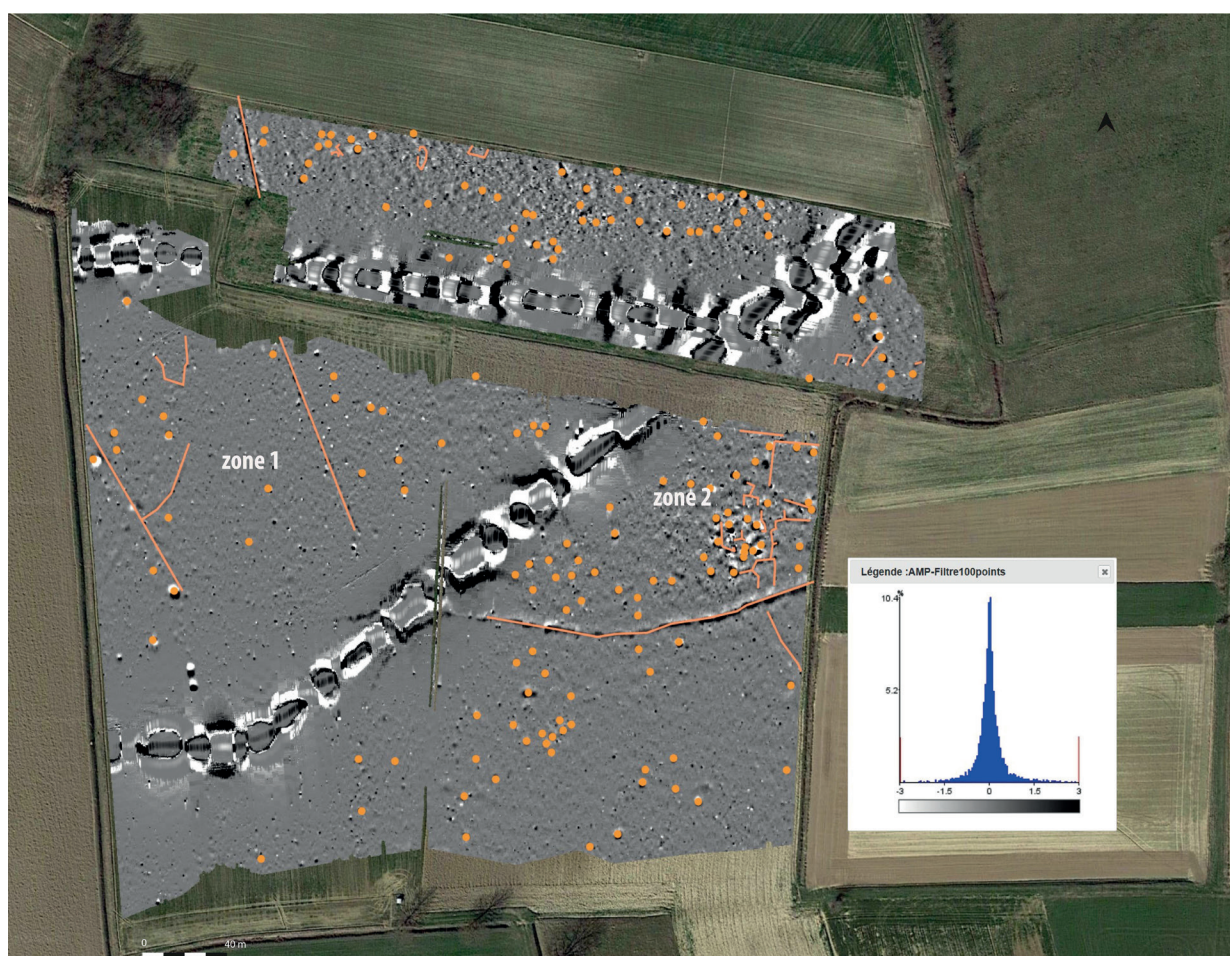 zone 1
zone 2
Légende :AMP-Filtre100points
%
10.4
5.2
-3 -1.5 0 1.5 3
0 40 m